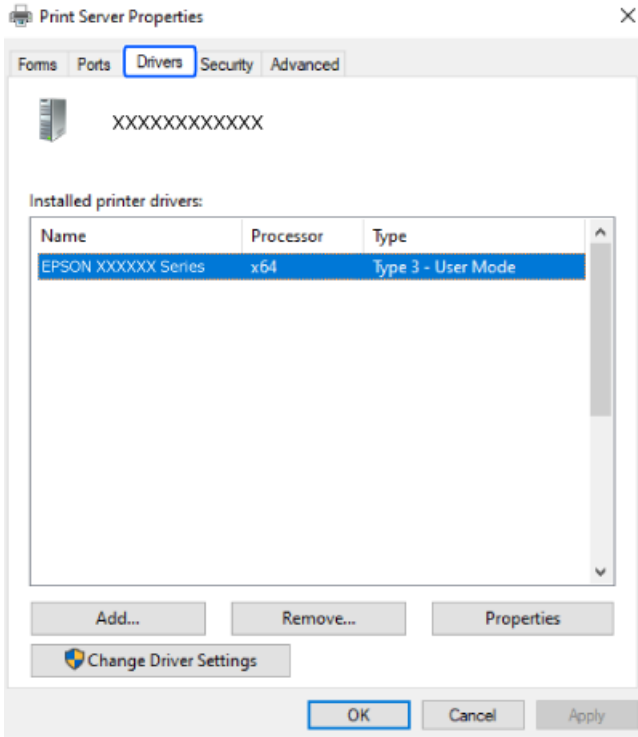 Print Server Properties
Forms Ports Drivers Security Advanced
XXXXXXXXXXXX
Installed printer drivers:
Name Processor Type
EPSON XXXXXX Series x64 Type 3 - User Mode
Add... Remove... Properties
Change Driver Settings
OK Cancel Apply